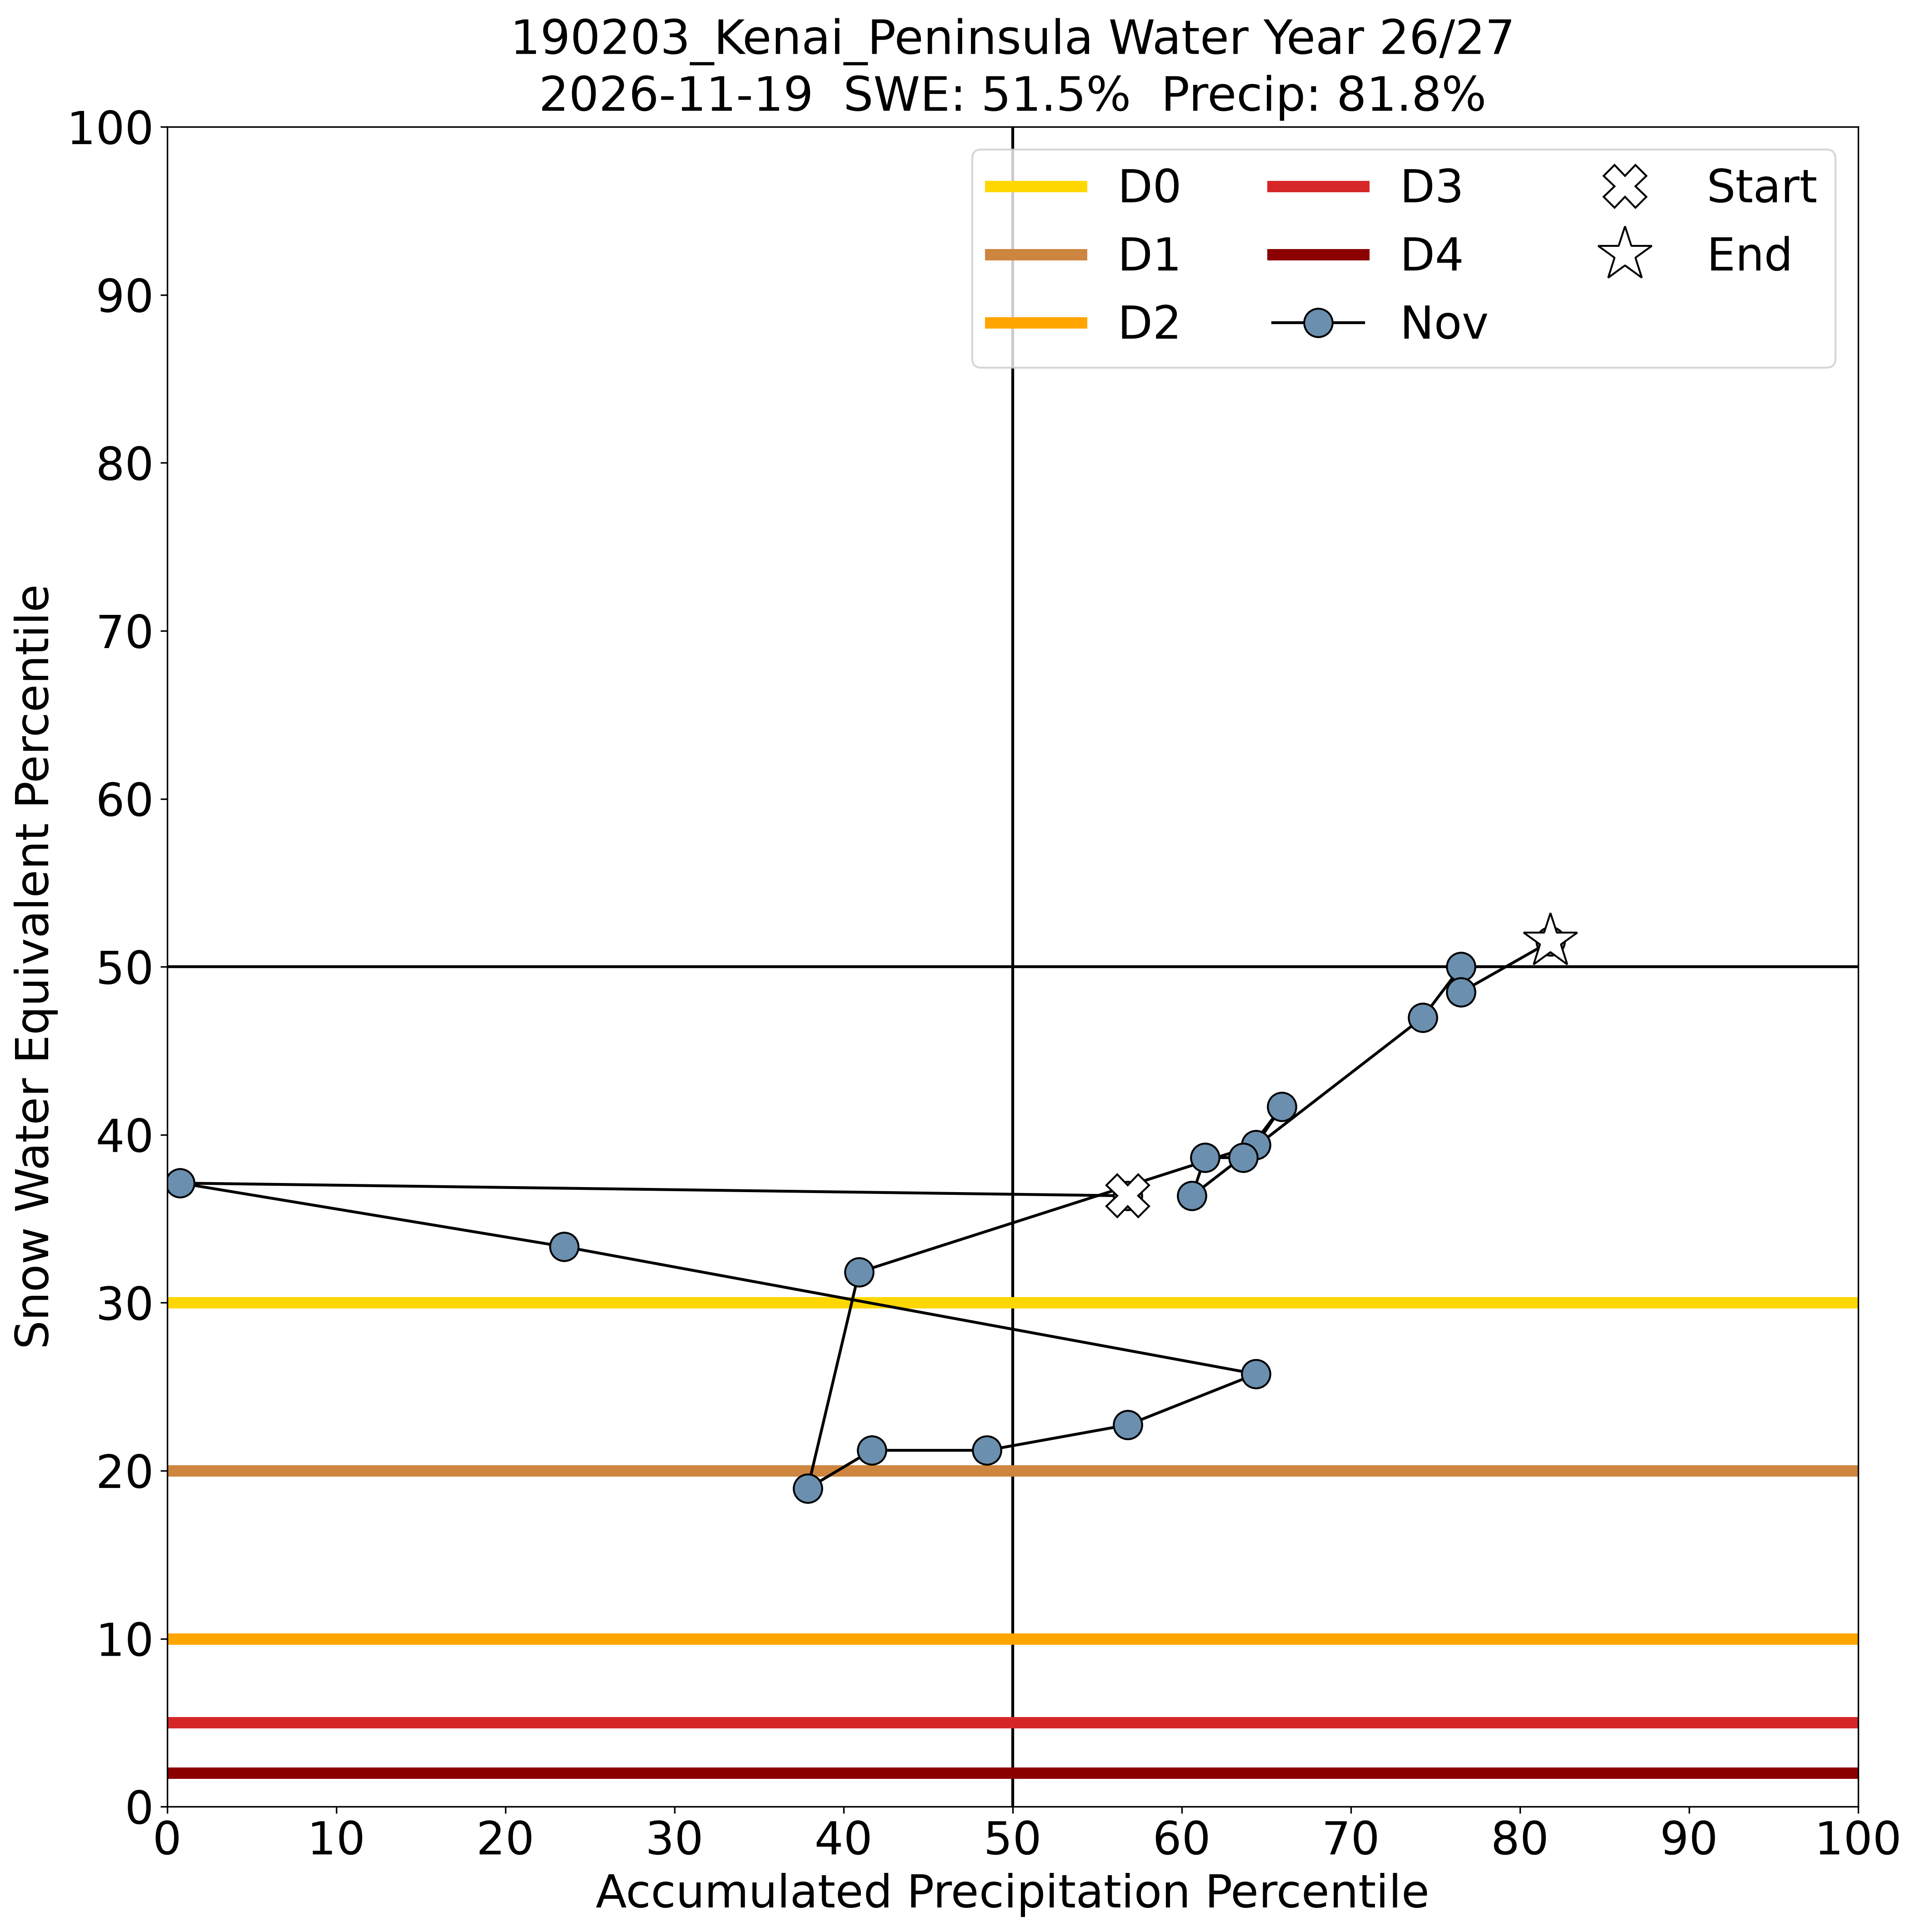 190203_Kenai_Peninsula Water Year 26/27
2026-11-19  SWE: 51.5%  Precip: 81.8%
D0
D1
D2
D3
D4
Nov
Start
End
Snow Water Equivalent Percentile
100
90
80
70
60
50
40
30
20
10
0
0 10 20 30 40 50 60 70 80 90 100
Accumulated Precipitation Percentile